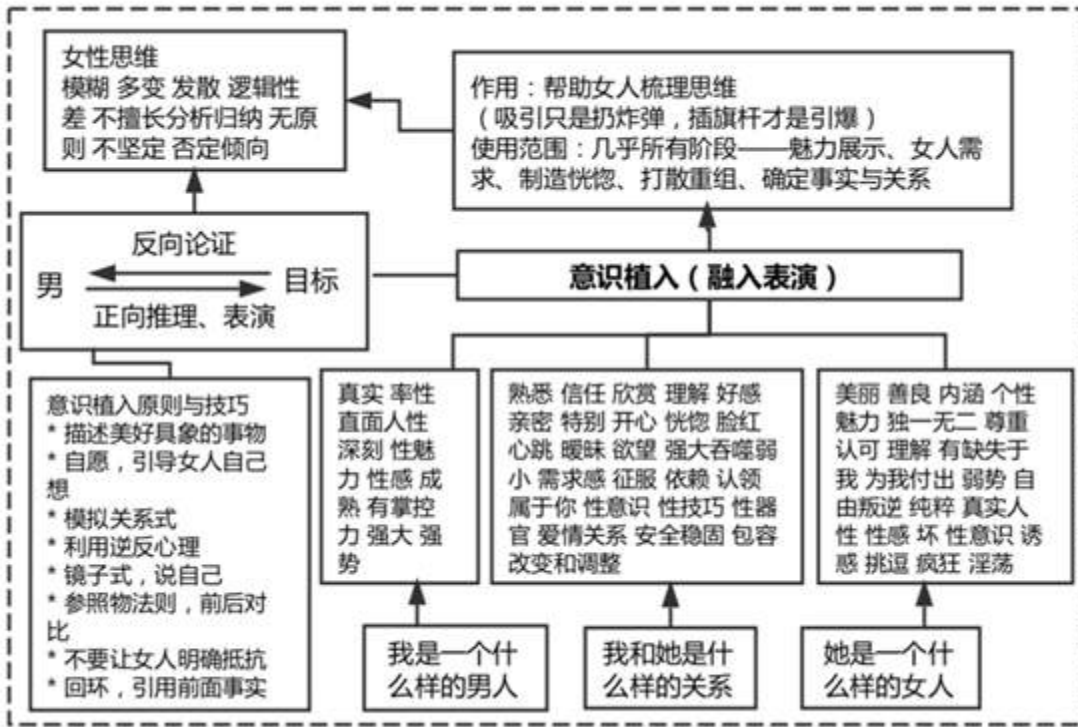 女性思维
模糊 多变 发散 逻辑性
差 不擅长分析归纳 无原
则 不坚定 否定倾向
作用：帮助女人梳理思维
（吸引只是扔炸弹，插旗杆才是引爆）
使用范围：几乎所有阶段——魅力展示、女人需
求、制造恍惚、打散重组、确定事实与关系
反向论证
男
目标
正向推理、表演
意识植入（融入表演）
意识植入原则与技巧
* 描述美好具象的事物
* 自愿，引导女人自己
想
* 模拟关系式
* 利用逆反心理
* 镜子式，说自己
* 参照物法则，前后对
比
* 不要让女人明确抵抗
* 回环，引用前面事实
真实 率性
直面人性
深刻 性魅
力 性感 成
熟 有掌控
力 强大 强
势
熟悉 信任 欣赏 理解 好感
亲密 特别 开心 恍惚 脸红
心跳 暧昧 欲望 强大吞噬弱
小 需求感 征服 依赖 认领
属于你 性意识 性技巧 性器
官 爱情关系 安全稳固 包容
改变和调整
美丽 善良 内涵 个性
魅力 独一无二 尊重
认可 理解 有缺失于
我 为我付出 弱势 自
由叛逆 纯粹 真实人
性 性感 坏 性意识 诱
惑 挑逗 疯狂 淫荡
我是一个什
么样的男人
我和她是什
么样的关系
她是一个什
么样的女人